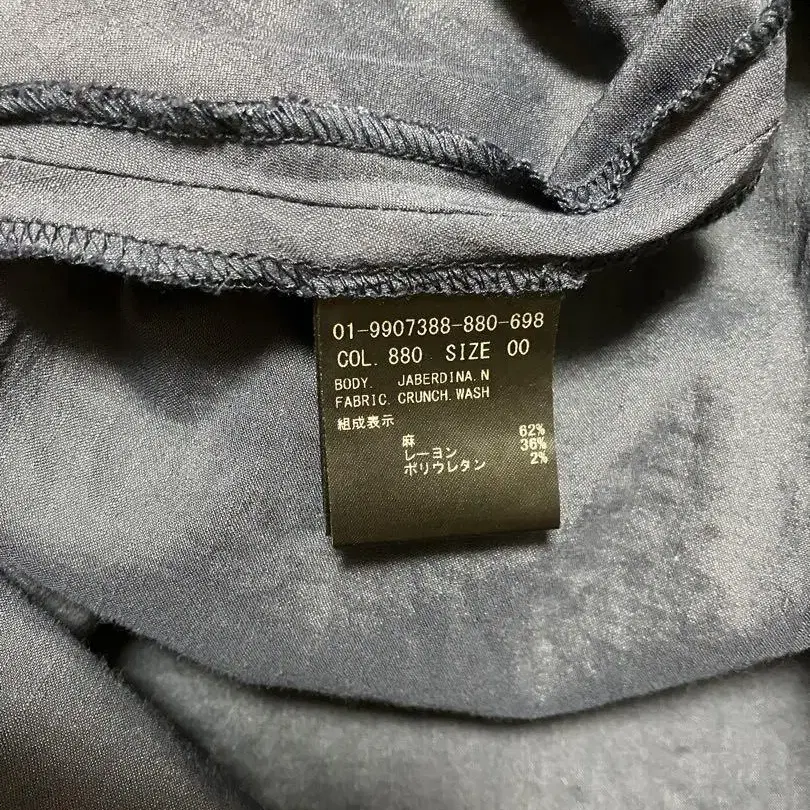 01-9907388-880-698
COL. 880 SIZE 00
BODY. JABERDINA.N
FABRIC. CRUNCH.WASH
組成表示
麻 62%
レーヨン 36%
ポリウレタン 2%